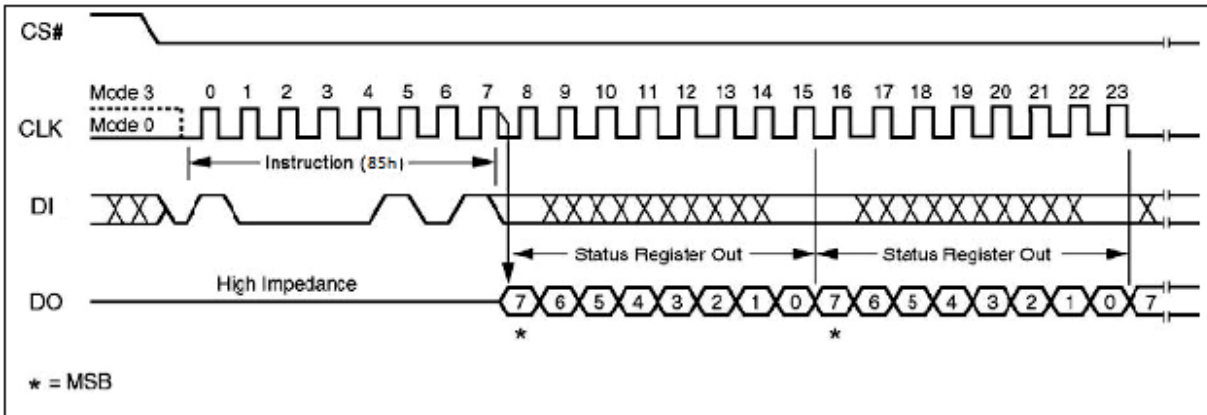 CS#
Mode 3
0 1 2 3 4 5 6 7 8 9 10 11 12 13 14 15 16 17 18 19 20 21 22 23
CLK
Mode 0
Instruction (85h)
DI
Status Register Out
Status Register Out
High Impedance
DO
7 6 5 4 3 2 1 0 7 6 5 4 3 2 1 0 7
* *
* = MSB